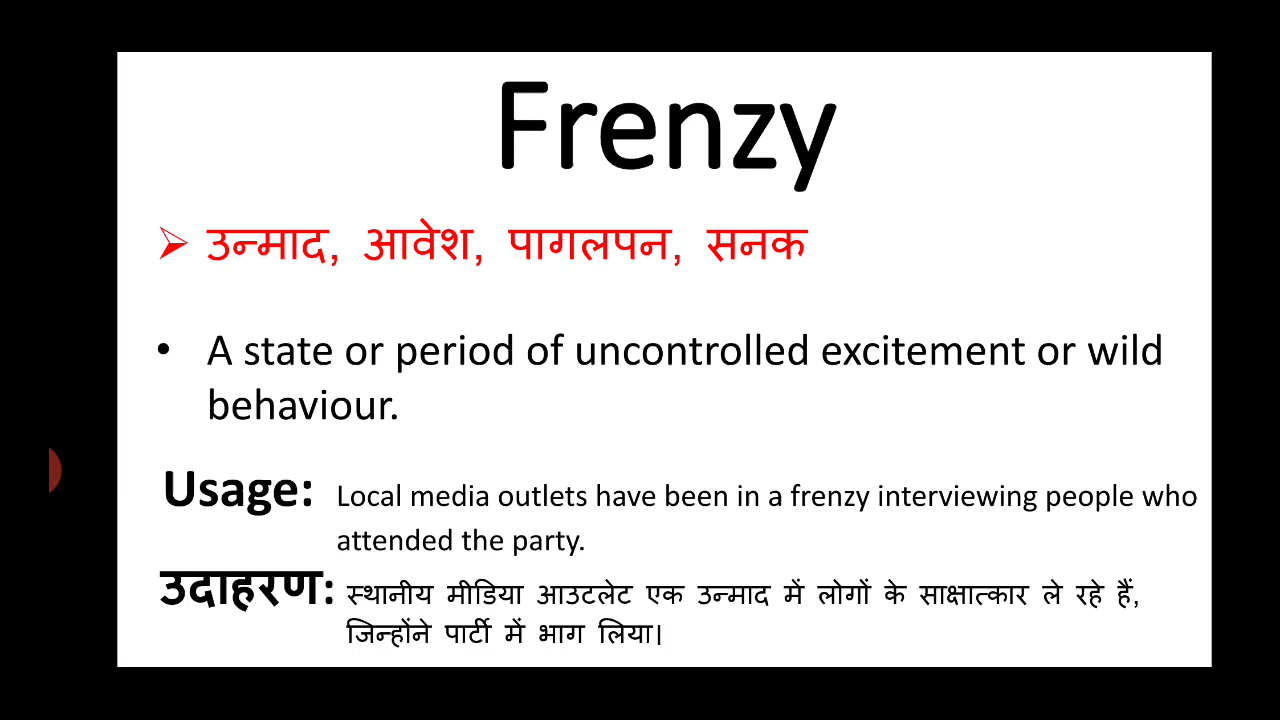 Frenzy
➢ उन्माद, आवेश, पागलपन, सनक
• A state or period of uncontrolled excitement or wild
behaviour.
Usage: Local media outlets have been in a frenzy interviewing people who
attended the party.
उदाहरण: स्थानीय मीडिया आउटलेट एक उन्माद में लोगों के साक्षात्कार ले रहे हैं,
जिन्होंने पार्टी में भाग लिया।